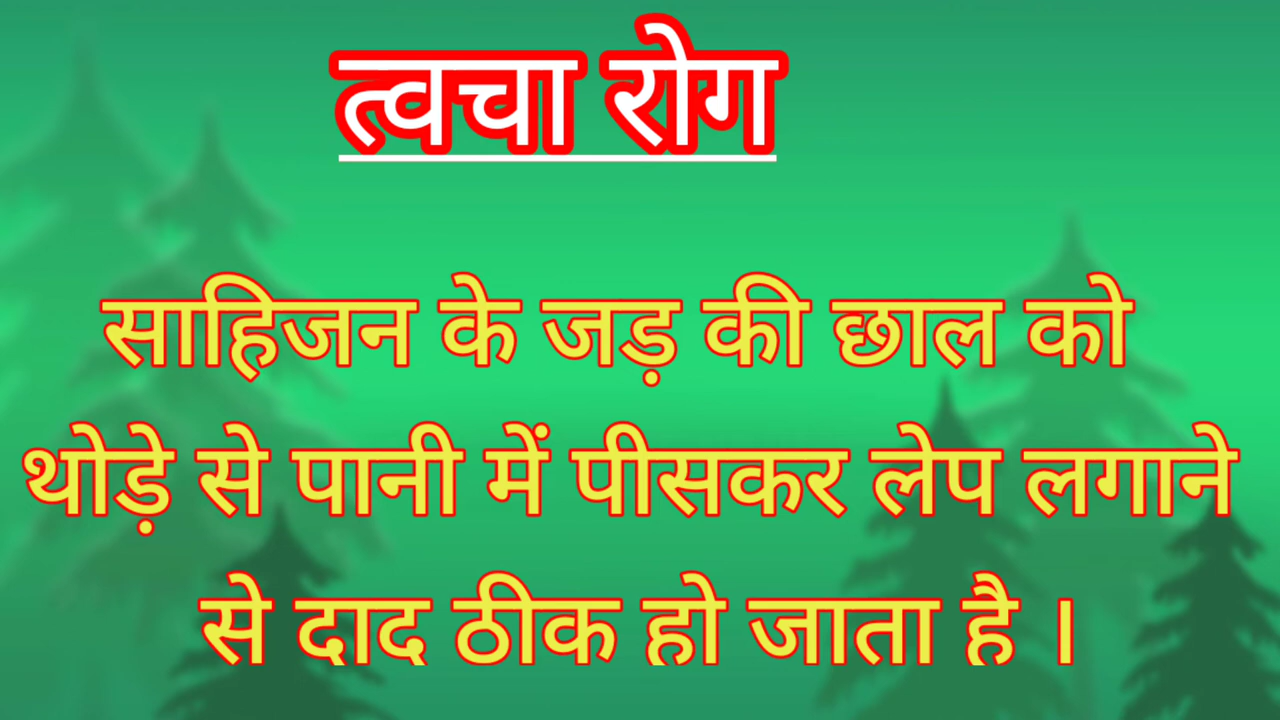 त्वचा रोग
साहिजन के जड़ की छाल को
थोड़े से पानी में पीसकर लेप लगाने
से दाद ठीक हो जाता है ।